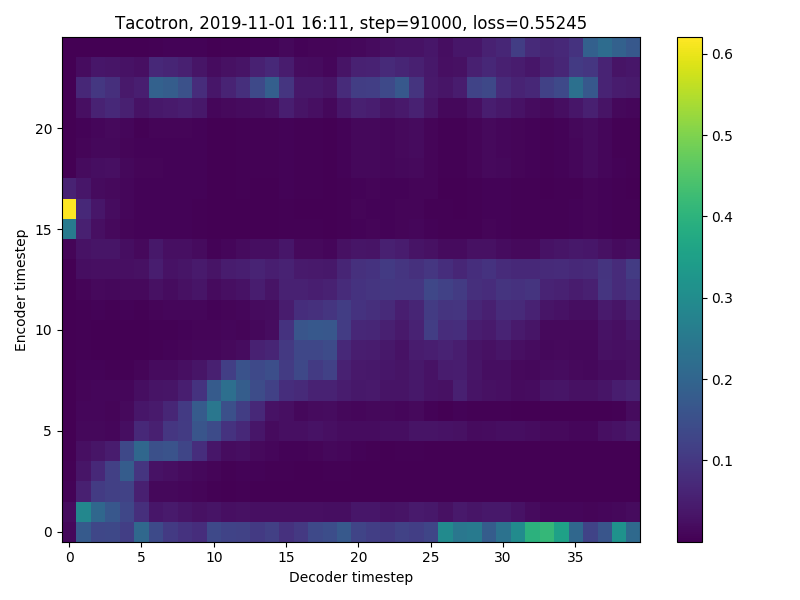 Tacotron, 2019-11-01 16:11, step=91000, loss=0.55245
Encoder timestep
20
15
10
5
0
0 5 10 15 20 25 30 35
Decoder timestep
0.6
0.5
0.4
0.3
0.2
0.1